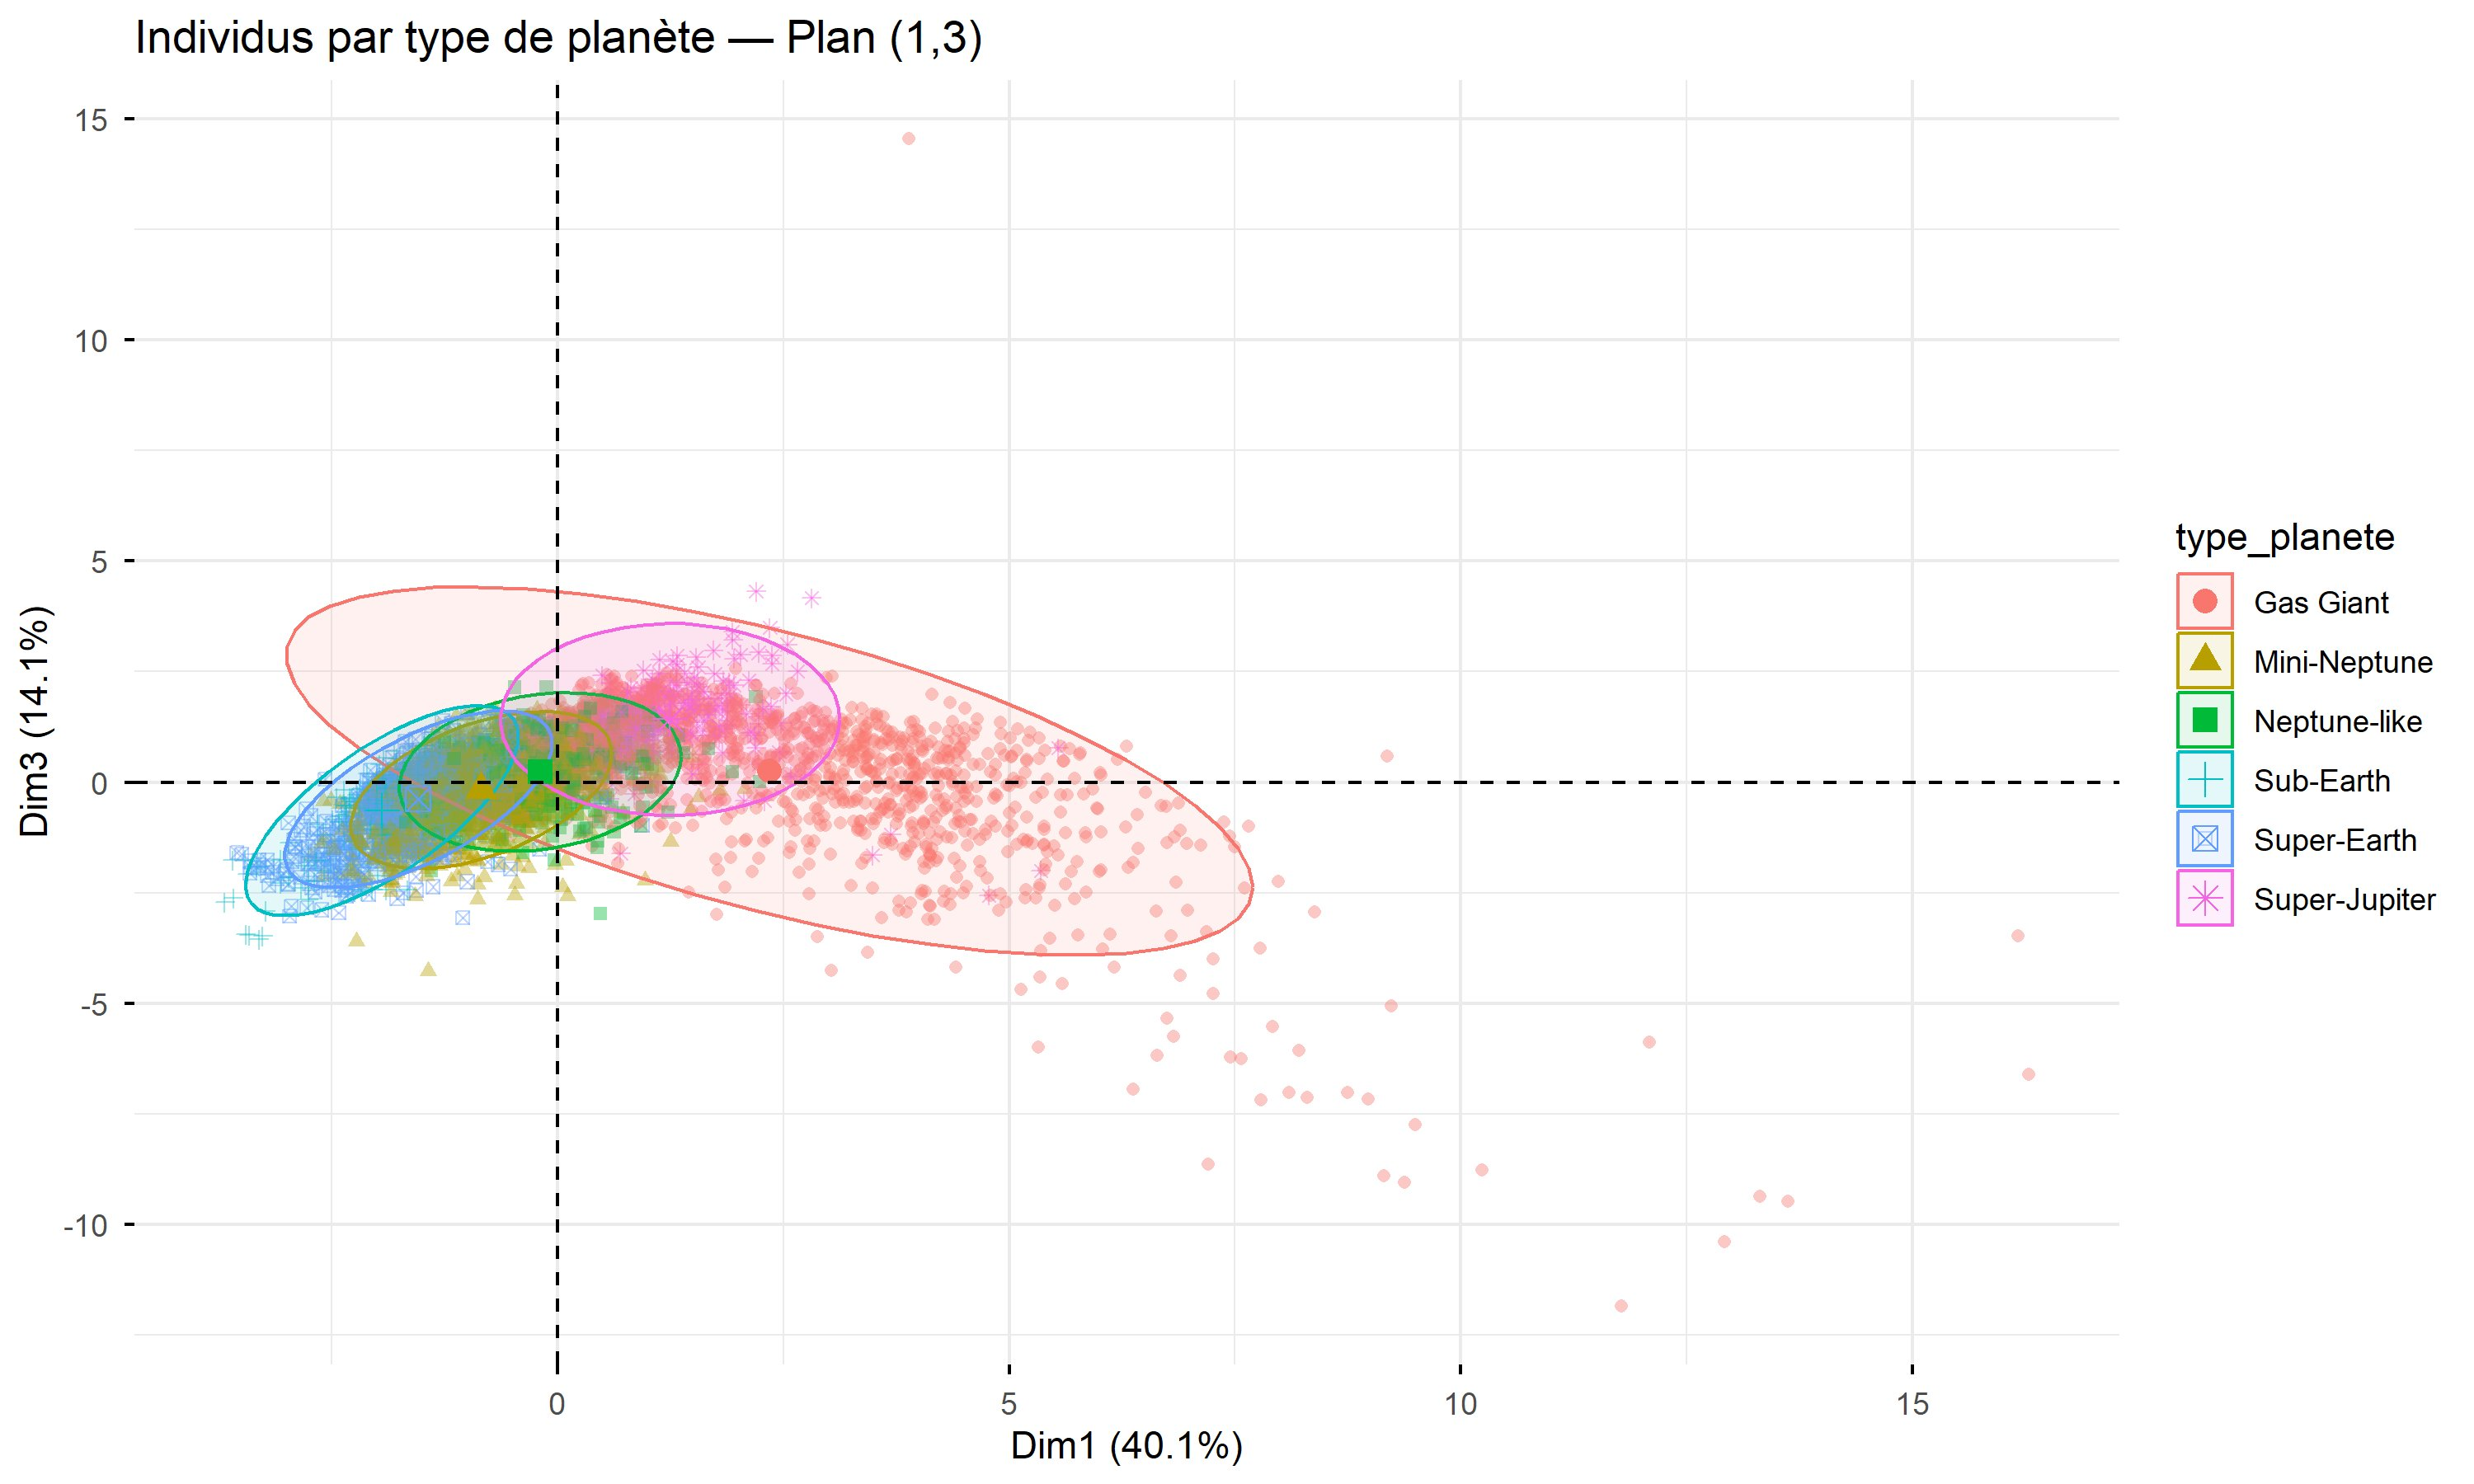 Individus par type de planète — Plan (1,3)
15
10
5
0
-5
-10
Dim3 (14.1%)
0
5
10
15
Dim1 (40.1%)
type_planete
Gas Giant
Mini-Neptune
Neptune-like
Sub-Earth
Super-Earth
Super-Jupiter